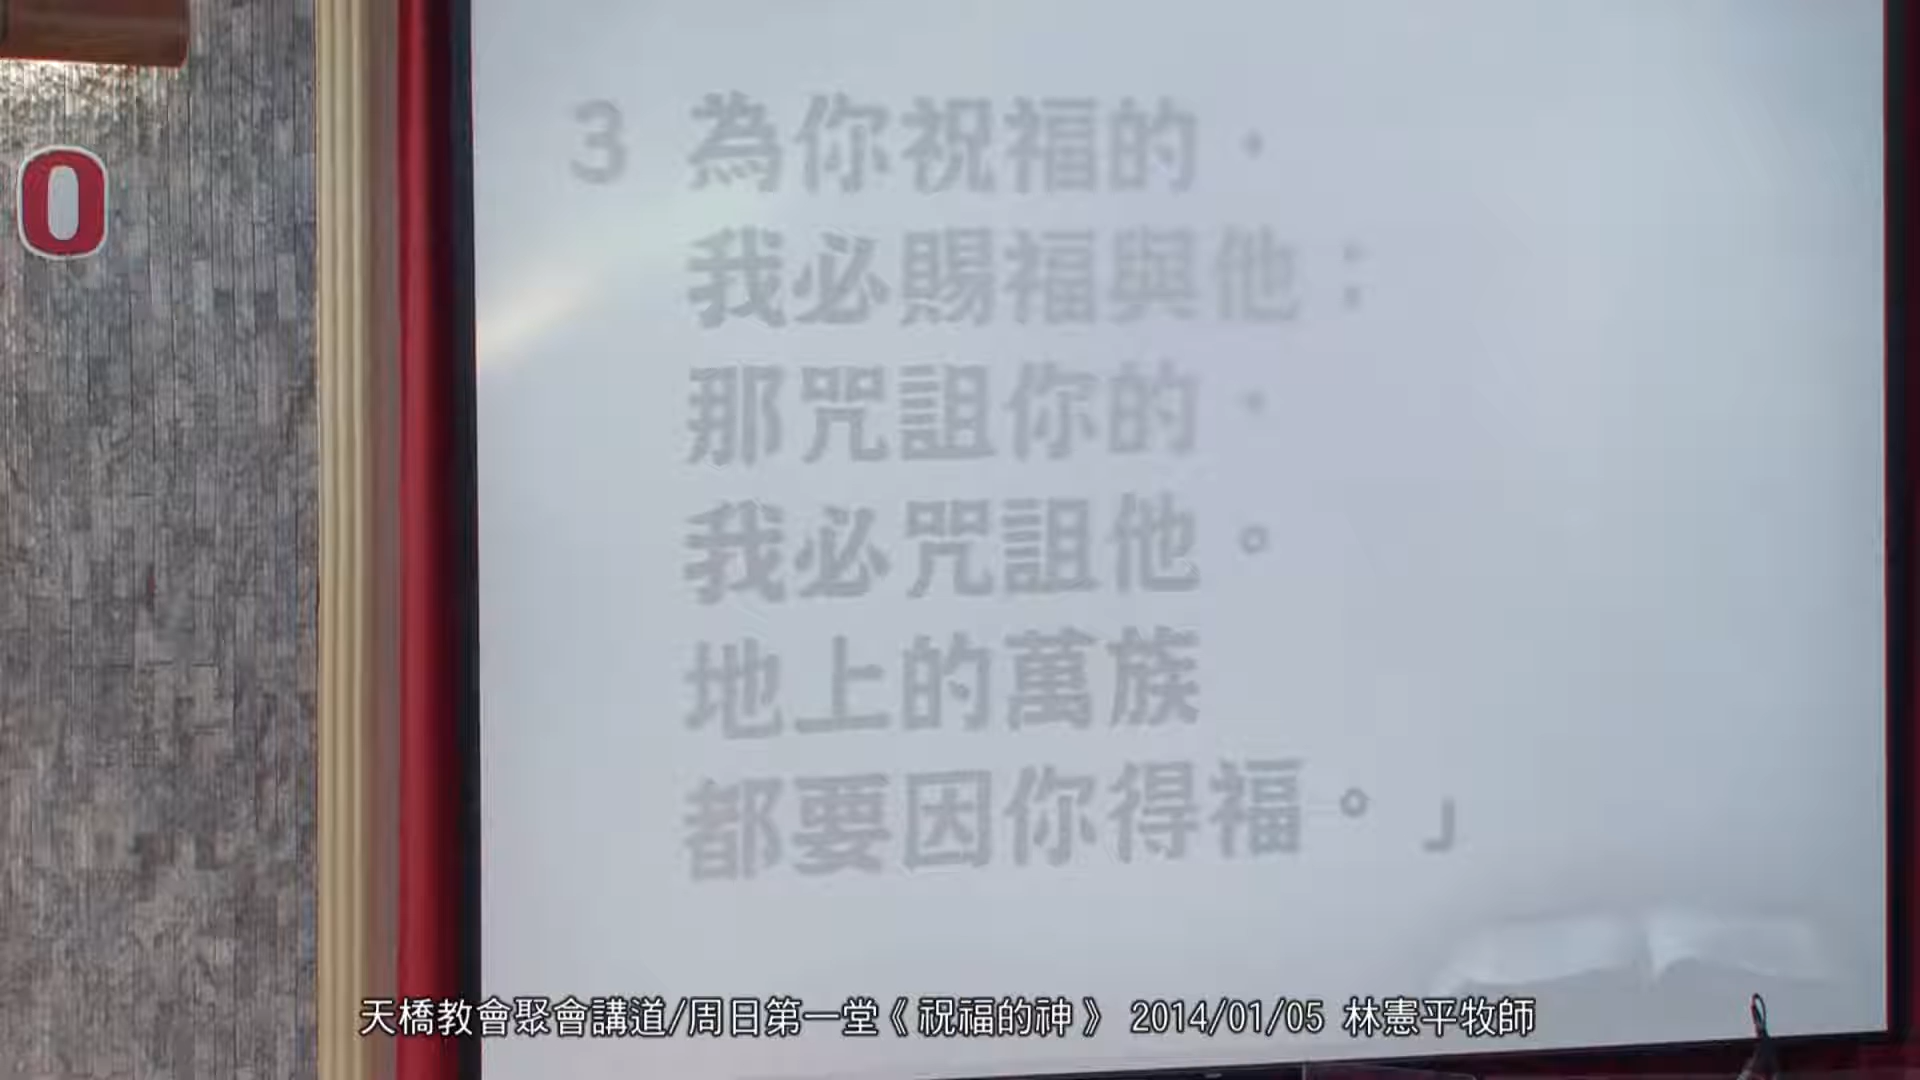 0
3 為你祝福的,
我必賜福與他;
那咒詛你的,
我必咒詛他。
地上的萬族
都要因你得福。」
天橋教會聚會講道/周日第一堂《祝福的神》 2014/01/05 林憲平牧師